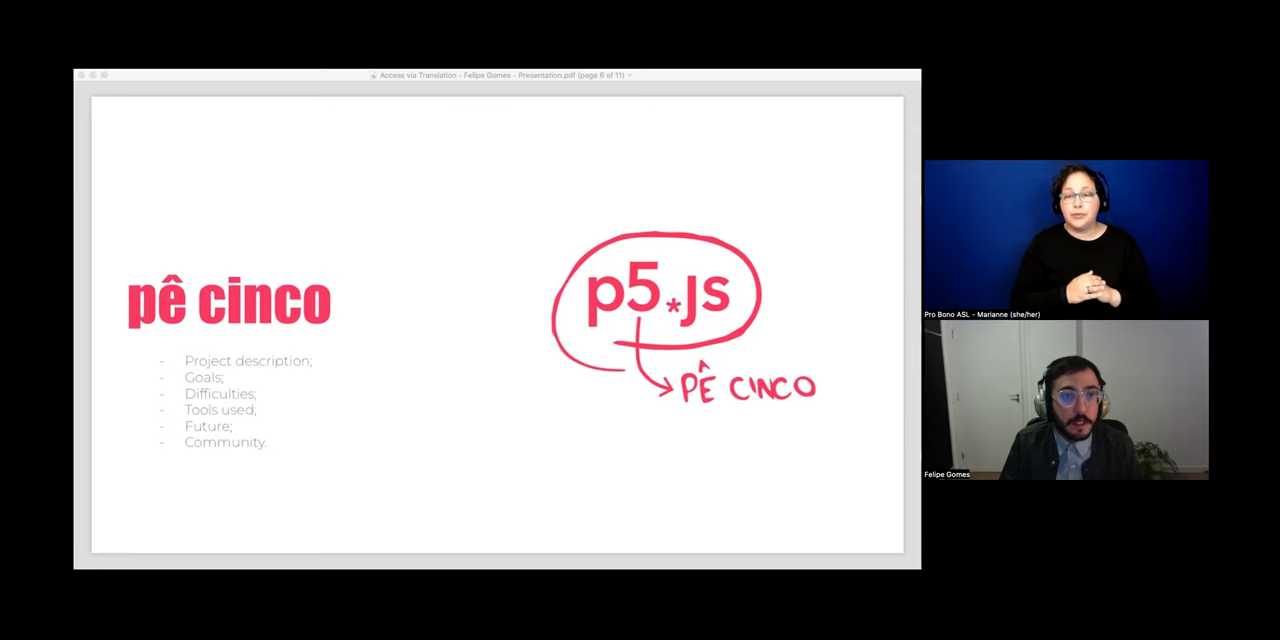 Access via Translation - Felipe Gomes - Presentation.pdf (page 6 of 11)
pê cinco
- Project description;
- Goals;
- Difficulties;
- Tools used;
- Future;
- Community.
p5.*js
PÊ CINCO
Pro Bono ASL - Marianne (she/her)
Felipe Gomes